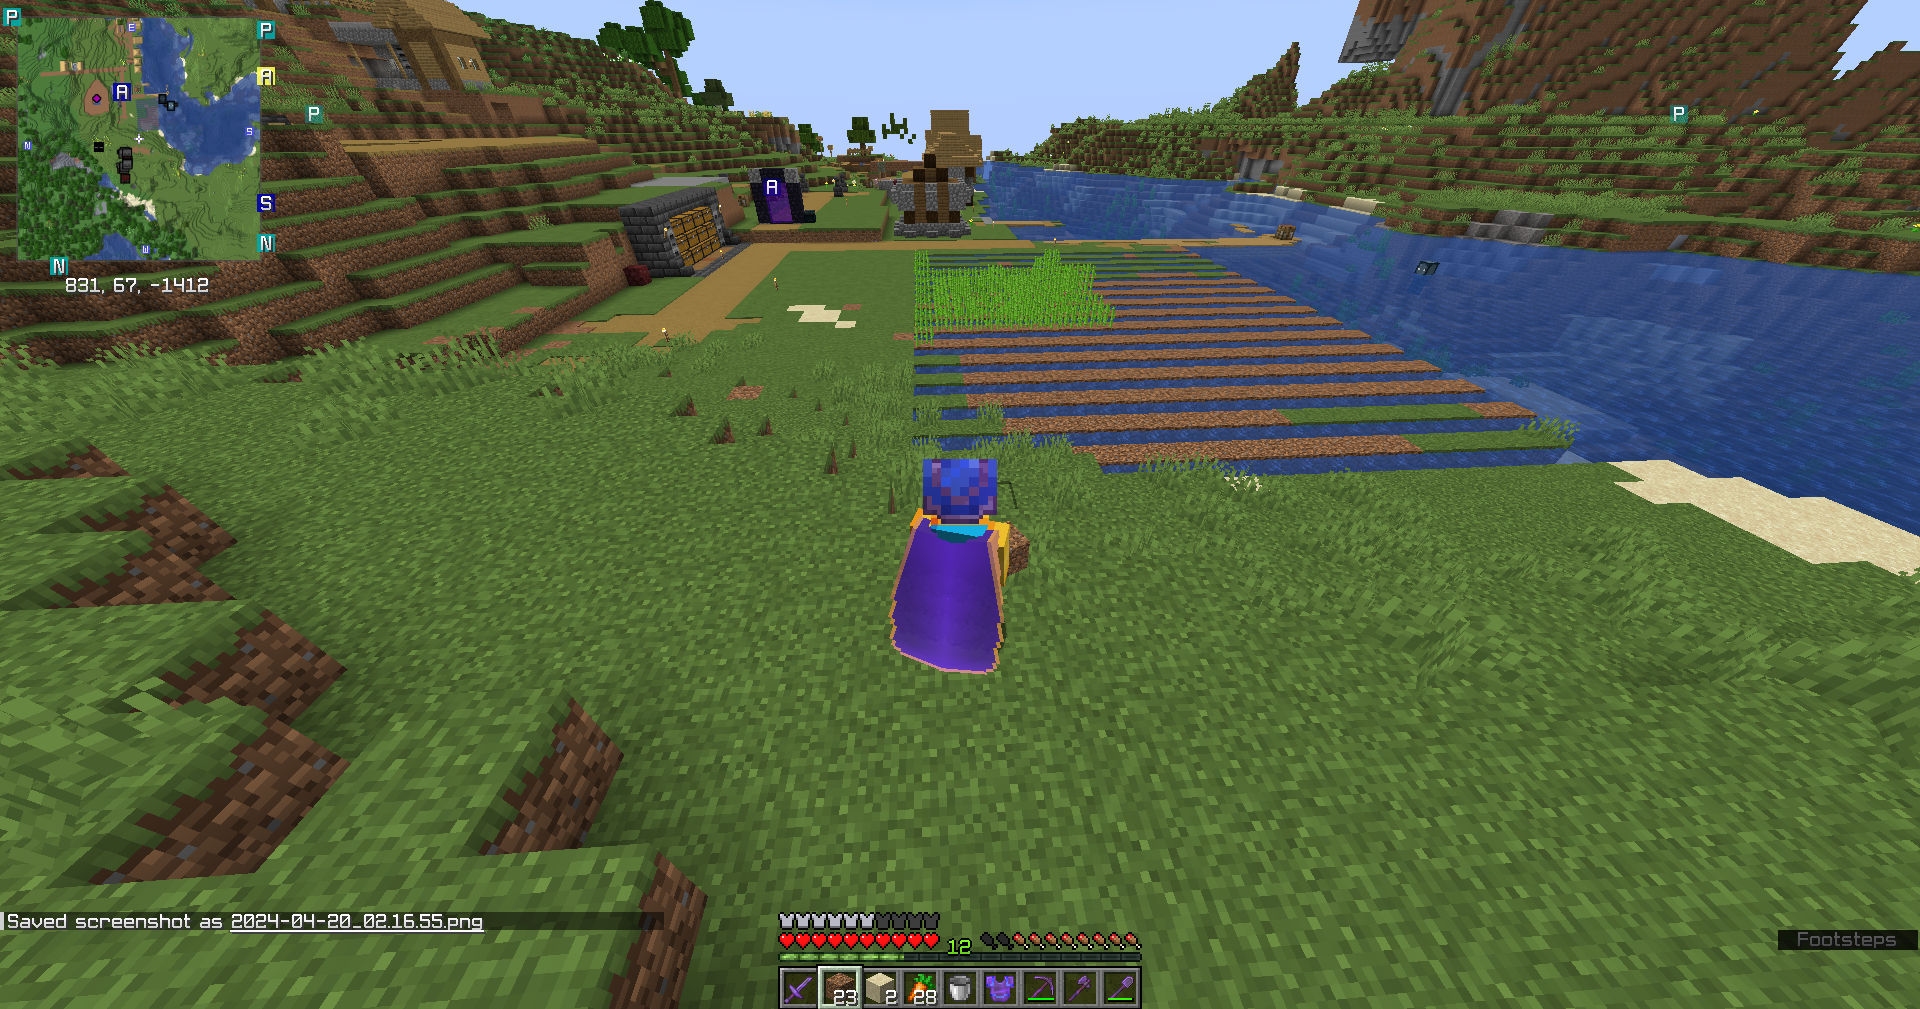 P
E
P
A
A
P
P
S
N
A
S
W
N
N
831, 67, -1412
Saved screenshot as 2024-04-20_02.16.55.png
Footsteps
12
23
2
28